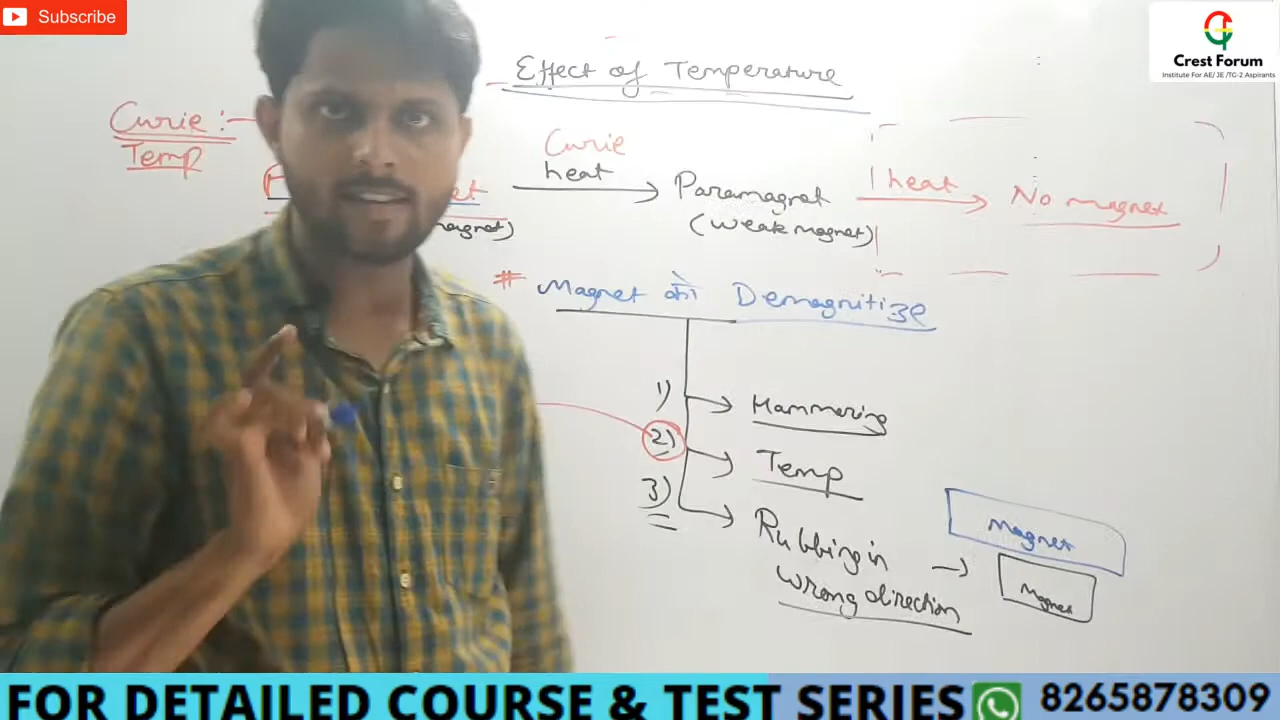 Subscribe
Crest Forum
Institute For AE/ JE /TG-2 Aspirants
Effect of Temperature
Curie :-
Temp
Curie
heat
Paramagnet
(weak magnet)
heat
No magnet
# Magnet को Demagnitize
1) Hammering
2) Temp
3) Rubbing in
wrong direction
Magnet
Magnet
FOR DETAILED COURSE & TEST SERIES 8265878309